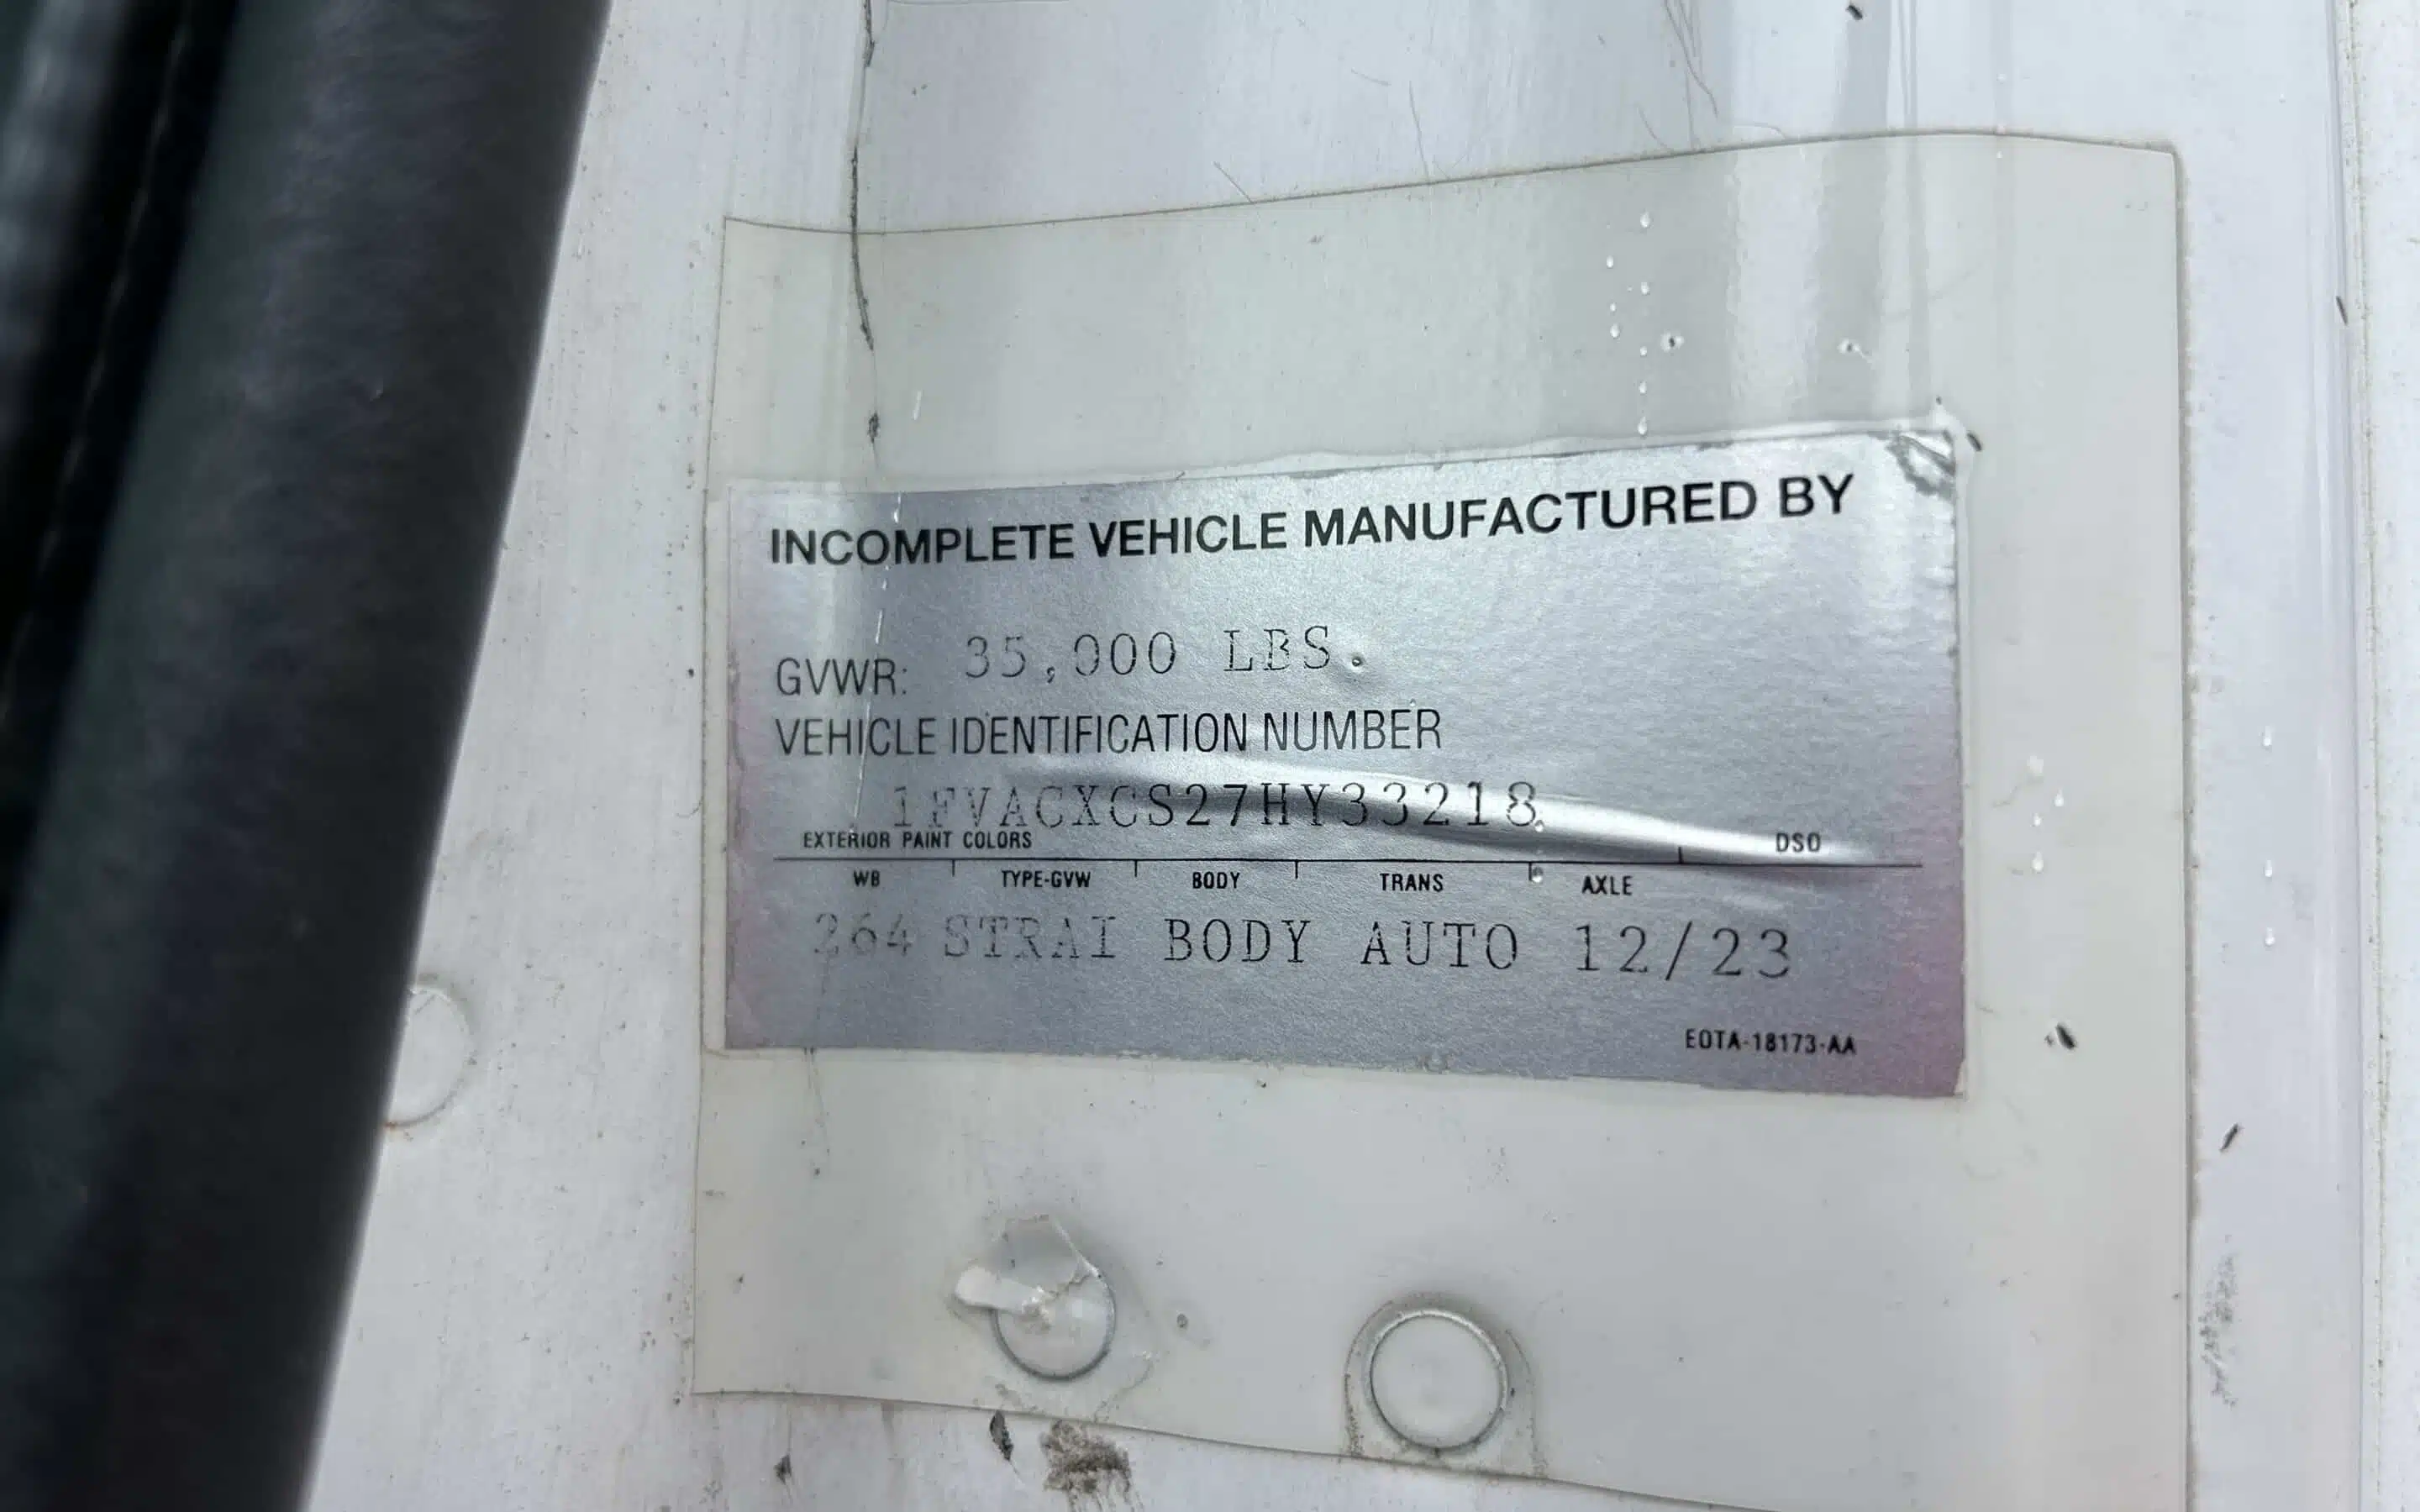 INCOMPLETE VEHICLE MANUFACTURED BY
GVWR: 35,000 LBS.
VEHICLE IDENTIFICATION NUMBER
1FVACXCS27HY33218
EXTERIOR PAINT COLORS DSO
WB TYPE-GVW BODY TRANS AXLE
264 STRAI BODY AUTO 12/23
EOTA-18173-AA